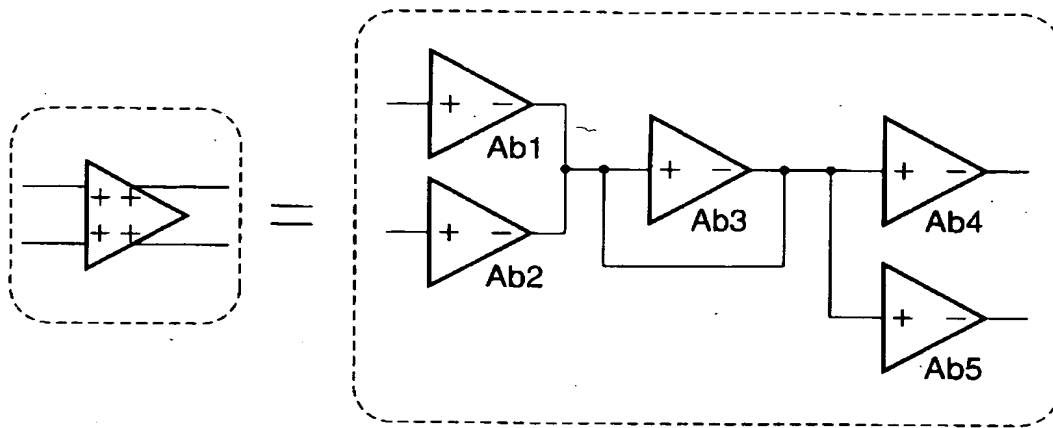 + +
+ +
=
+ −
Ab1
+ −
Ab2
+ −
Ab3
+ −
Ab4
+ −
Ab5